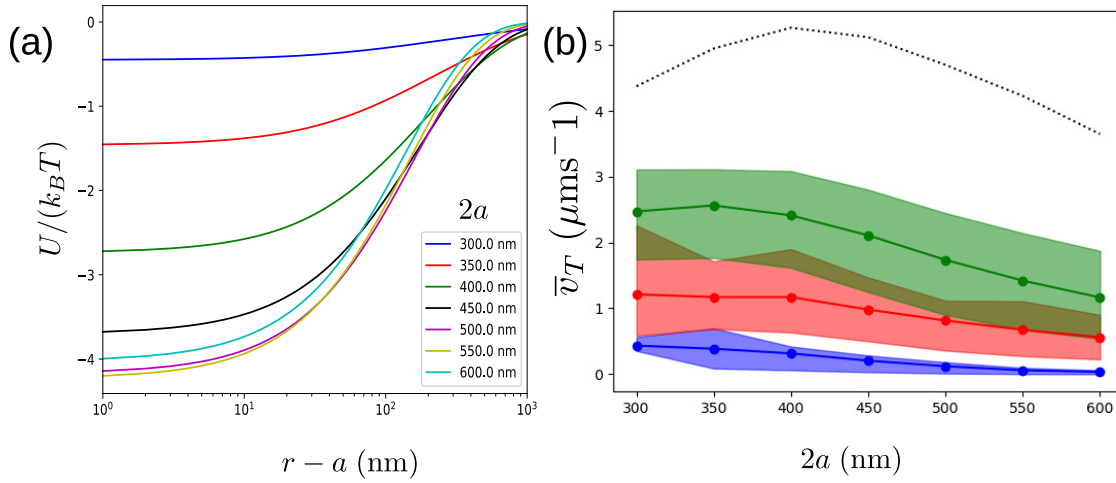 (a)
0
−1
−2
−3
−4
U/(k_B T)
10^0
10^1
10^2
10^3
r − a (nm)
2a
300.0 nm
350.0 nm
400.0 nm
450.0 nm
500.0 nm
550.0 nm
600.0 nm
(b)
5
4
3
2
1
0
v̅_T (μms^− 1)
300
350
400
450
500
550
600
2a (nm)